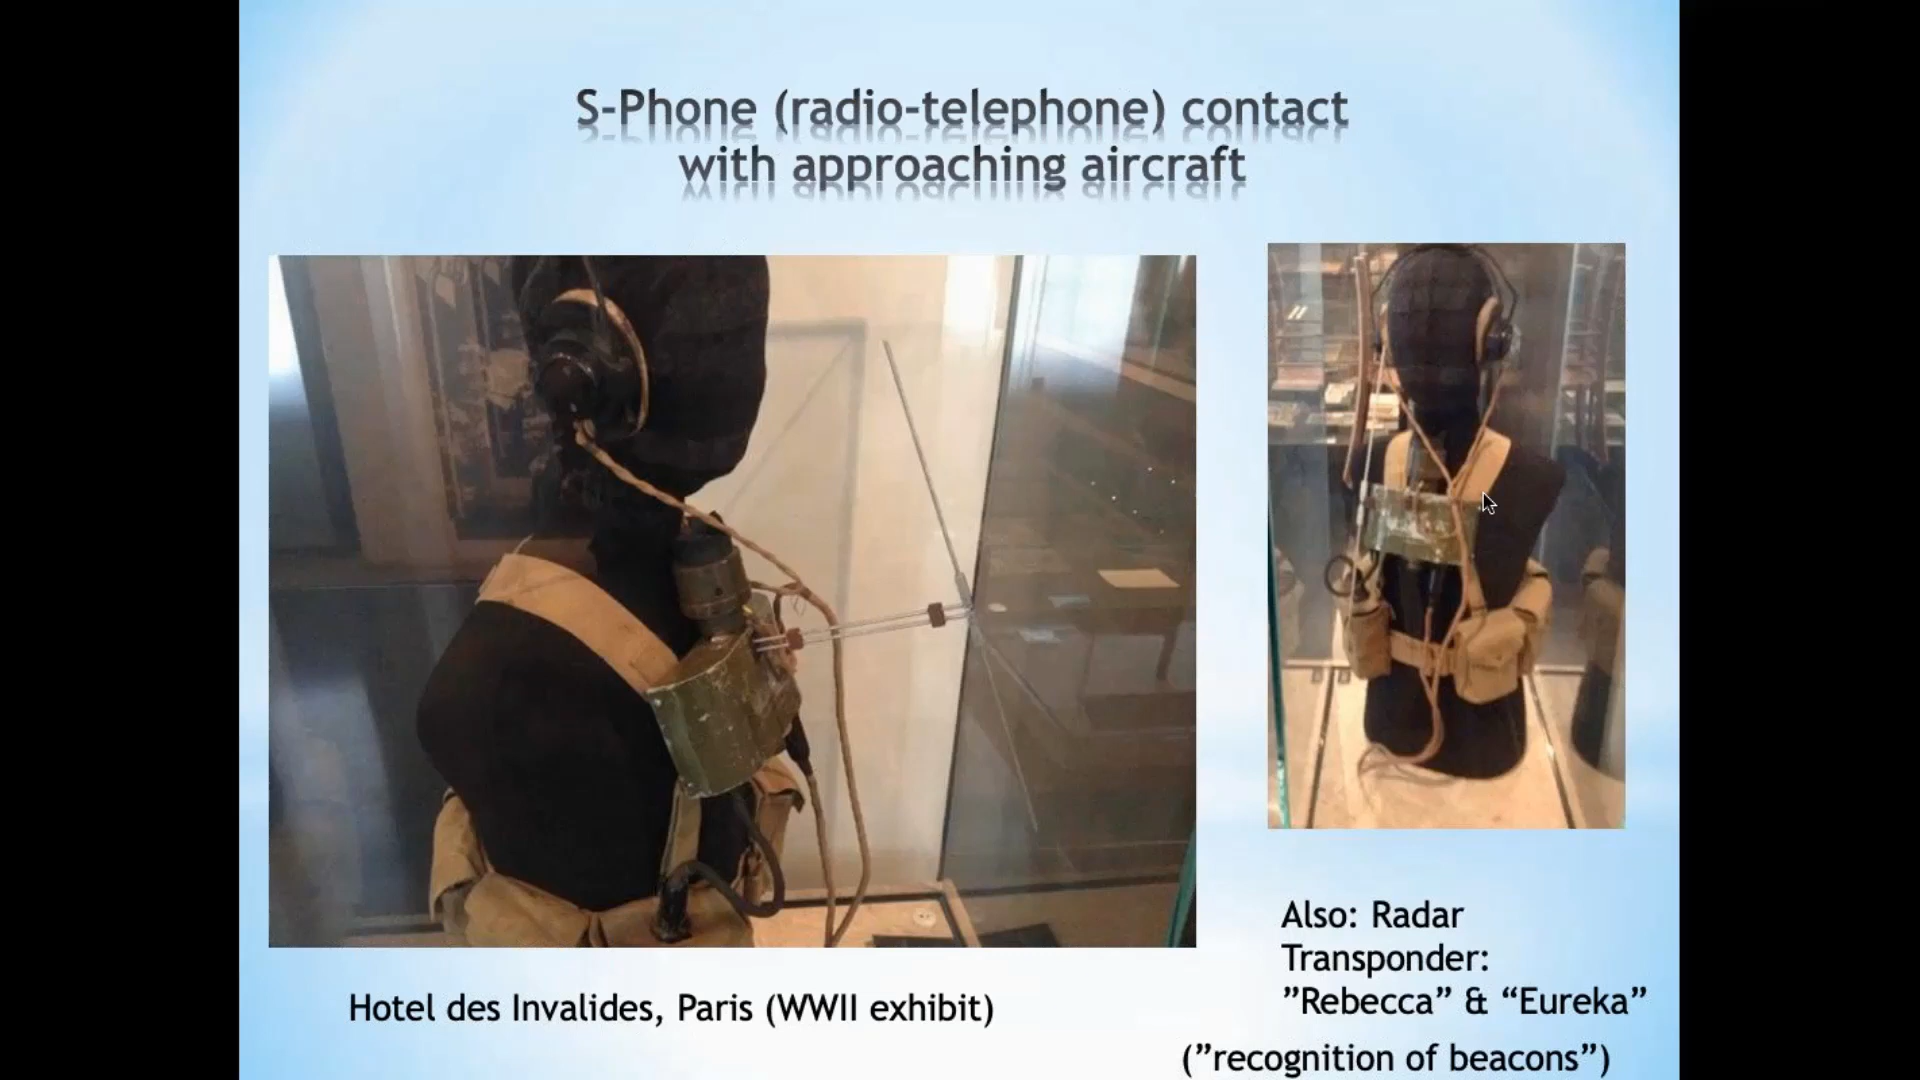 S-Phone (radio-telephone) contact
with approaching aircraft
Hotel des Invalides, Paris (WWII exhibit)
Also: Radar
Transponder:
”Rebecca” & “Eureka”
(”recognition of beacons”)